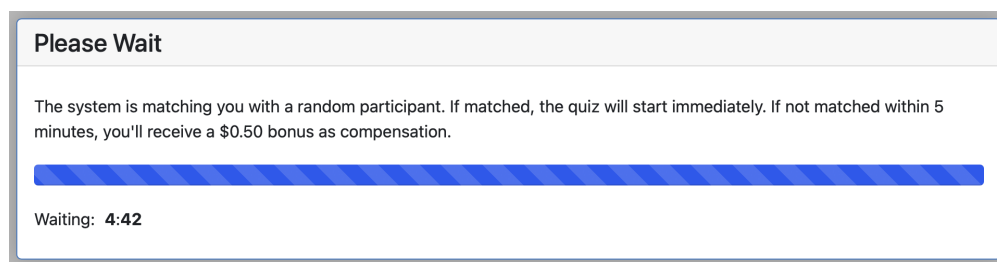 Please Wait
The system is matching you with a random participant. If matched, the quiz will start immediately. If not matched within 5
minutes, you'll receive a $0.50 bonus as compensation.
Waiting: 4:42